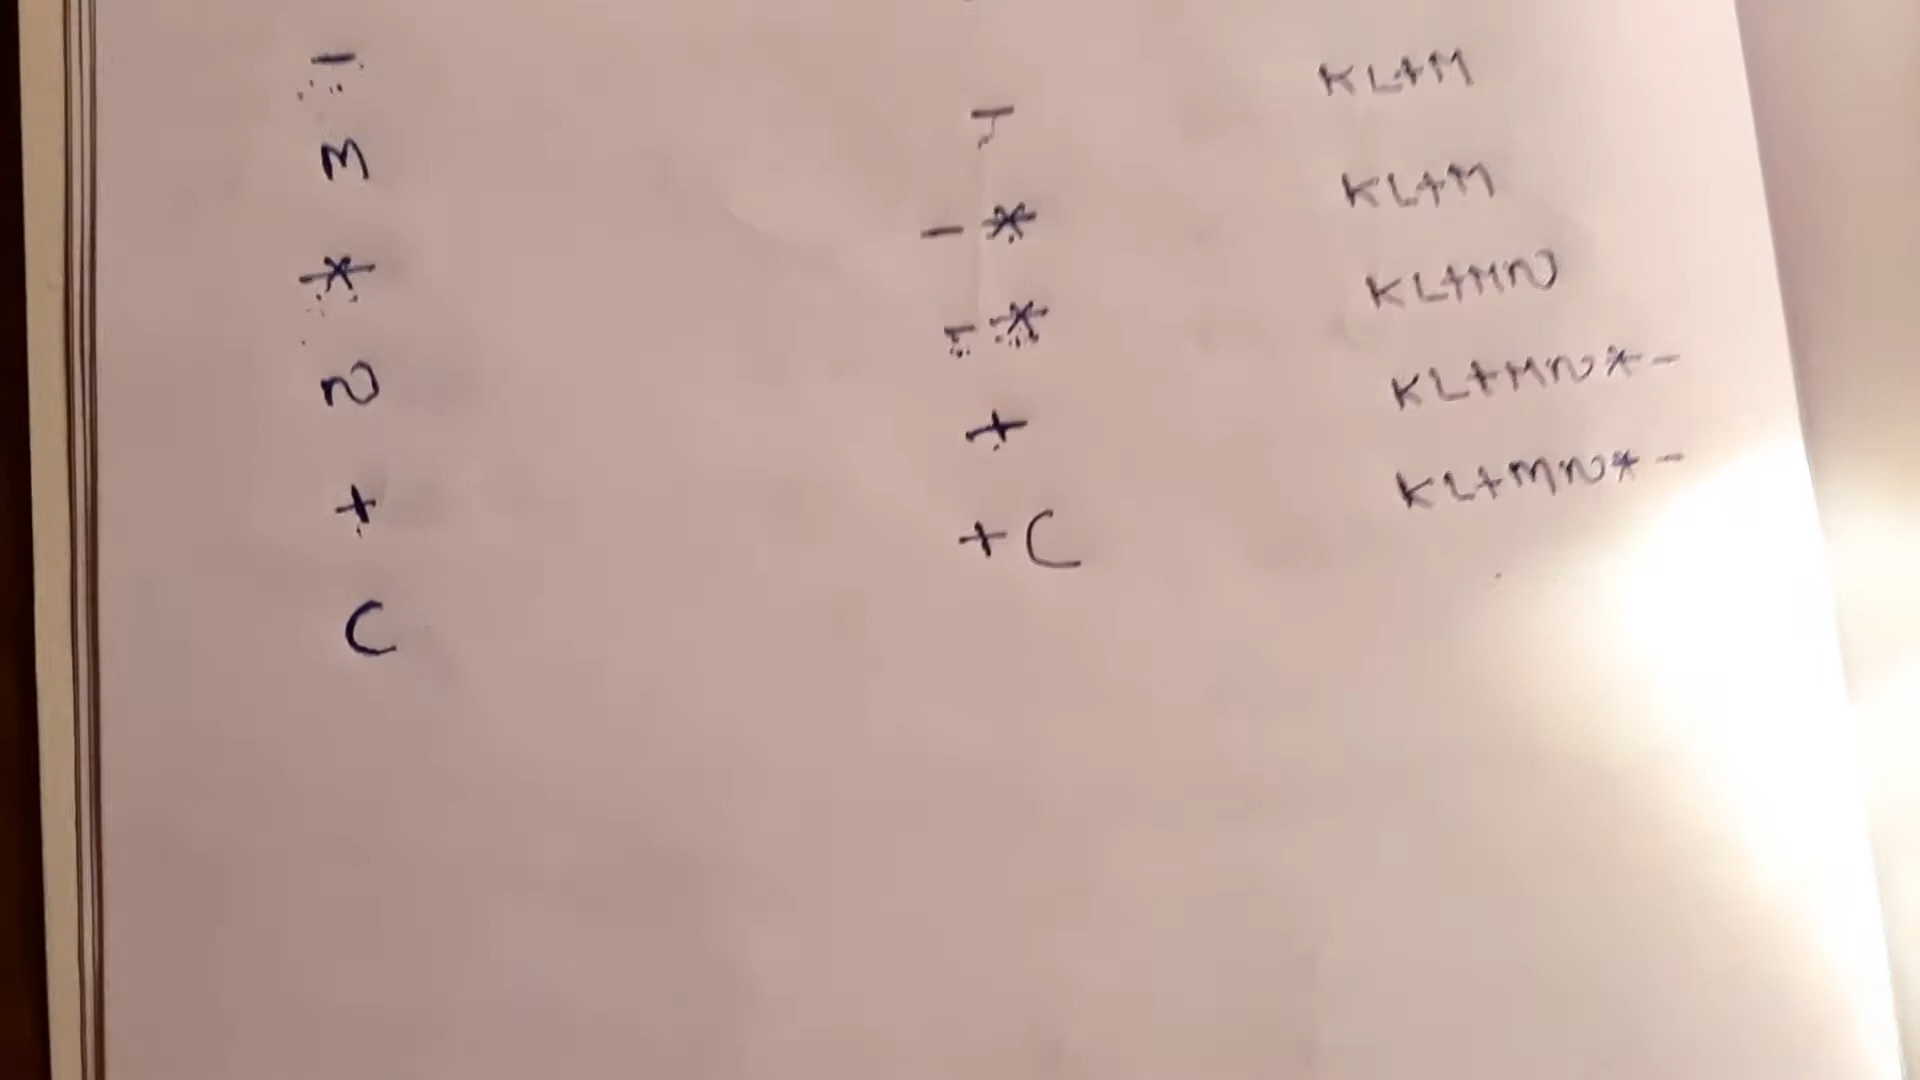 -
KL+M
M
-
- *
KL+M
*
- *
KL+MN
N
+
KL+MN*-
+
+ C
KL+MN*-
C